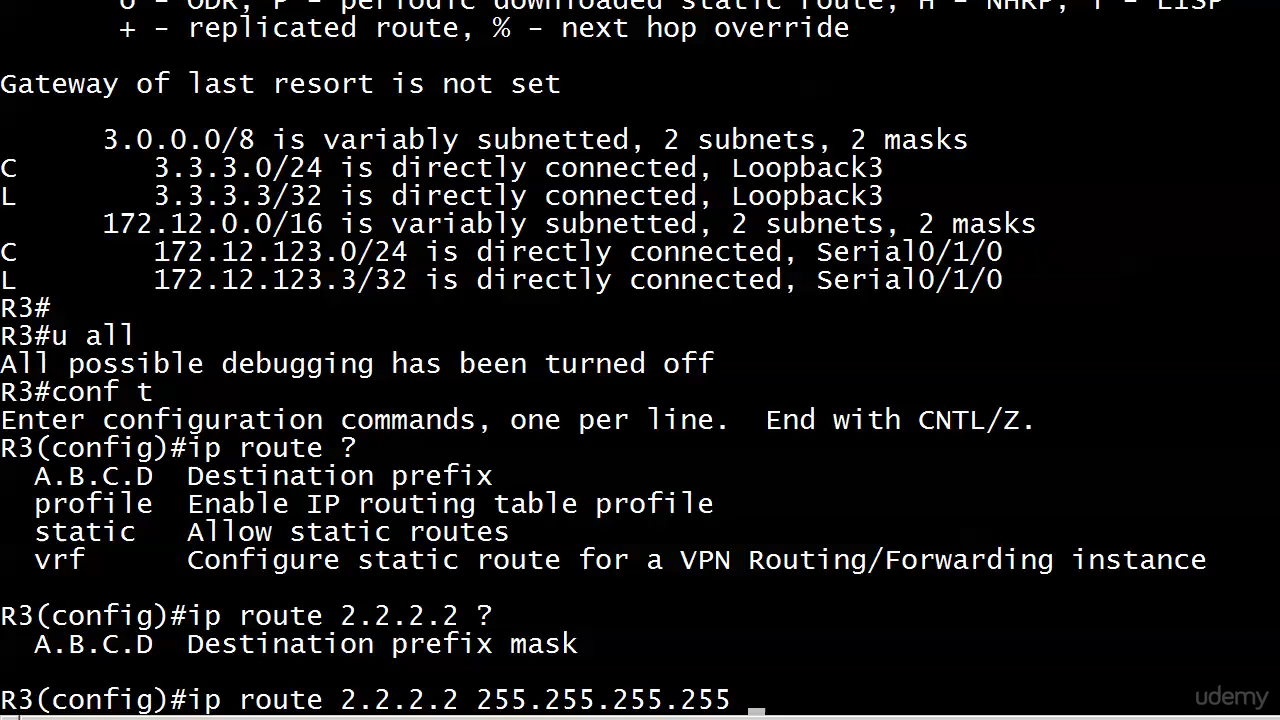 o - ODR, P - periodic downloaded static route, H - NHRP, l - LISP
+ - replicated route, % - next hop override
Gateway of last resort is not set
3.0.0.0/8 is variably subnetted, 2 subnets, 2 masks
C 3.3.3.0/24 is directly connected, Loopback3
L 3.3.3.3/32 is directly connected, Loopback3
172.12.0.0/16 is variably subnetted, 2 subnets, 2 masks
C 172.12.123.0/24 is directly connected, Serial0/1/0
L 172.12.123.3/32 is directly connected, Serial0/1/0
R3#
R3#u all
All possible debugging has been turned off
R3#conf t
Enter configuration commands, one per line. End with CNTL/Z.
R3(config)#ip route ?
A.B.C.D Destination prefix
profile Enable IP routing table profile
static Allow static routes
vrf Configure static route for a VPN Routing/Forwarding instance
R3(config)#ip route 2.2.2.2 ?
A.B.C.D Destination prefix mask
R3(config)#ip route 2.2.2.2 255.255.255.255
udemy